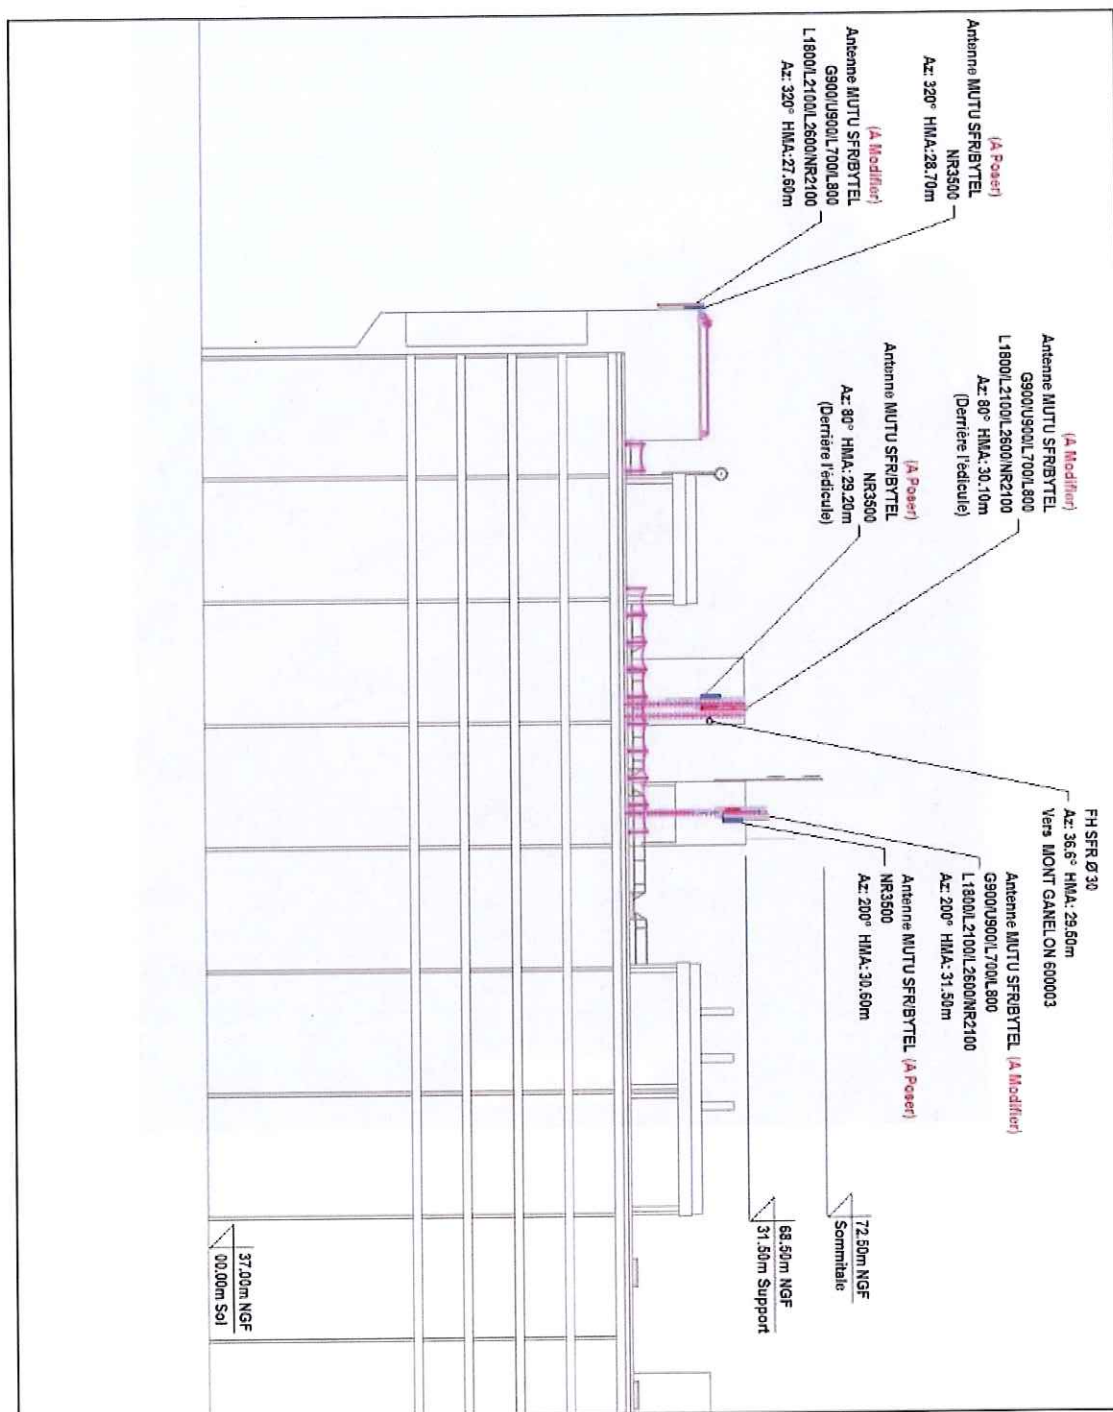 (A Poser)
Antenne MUTU SFR/BYTEL
NR3500
Az: 320° HMA:28.70m
(A Modifier)
Antenne MUTU SFR/BYTEL
G900/U900/L700/L800
L1800/L2100/L2600/NR2100
Az: 320° HMA:27.60m
(A Modifier)
Antenne MUTU SFR/BYTEL
G900/U900/L700/L800
L1800/L2100/L2600/NR2100
Az: 80° HMA: 30.10m
(Derrière l'édicule)
(A Poser)
Antenne MUTU SFR/BYTEL
NR3500
Az: 80° HMA: 29.20m
(Derrière l'édicule)
FH SFR Ø 30
Az: 36.6° HMA: 29.50m
Vers MONT GANELON 600003
Antenne MUTU SFR/BYTEL (A Modifier)
G900/U900/L700/L800
L1800/L2100/L2600/NR2100
Az: 200° HMA: 31.50m
Antenne MUTU SFR/BYTEL (A Poser)
NR3500
Az: 200° HMA: 30.60m
72.50m NGF
Sommitale
68.50m NGF
31.50m Support
37.00m NGF
00.00m Sol